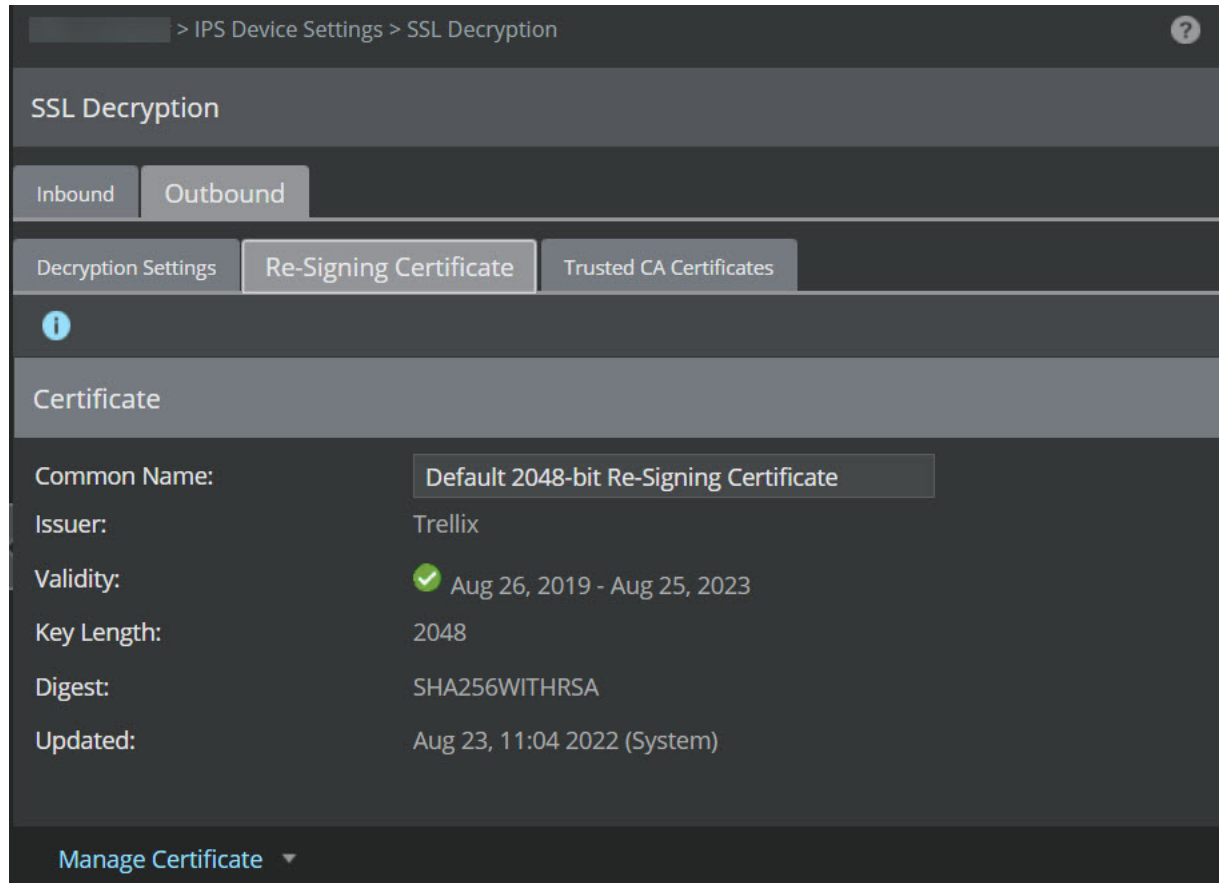 > IPS Device Settings > SSL Decryption
SSL Decryption
Inbound Outbound
Decryption Settings Re-Signing Certificate Trusted CA Certificates
Certificate
Common Name: Default 2048-bit Re-Signing Certificate
Issuer: Trellix
Validity: Aug 26, 2019 - Aug 25, 2023
Key Length: 2048
Digest: SHA256WITHRSA
Updated: Aug 23, 11:04 2022 (System)
Manage Certificate